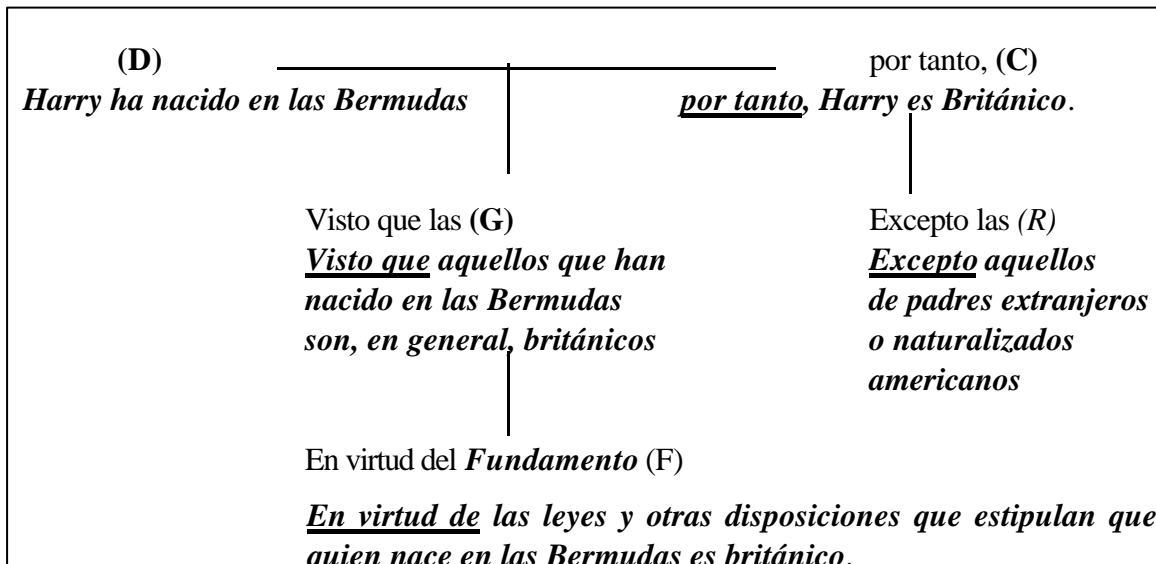 (D) por tanto, (C)
Harry ha nacido en las Bermudas por tanto, Harry es Británico.
Visto que las (G) Excepto las (R)
Visto que aquellos que han Excepto aquellos
nacido en las Bermudas de padres extranjeros
son, en general, británicos o naturalizados
americanos
En virtud del Fundamento (F)
En virtud de las leyes y otras disposiciones que estipulan que
quien nace en las Bermudas es británico.